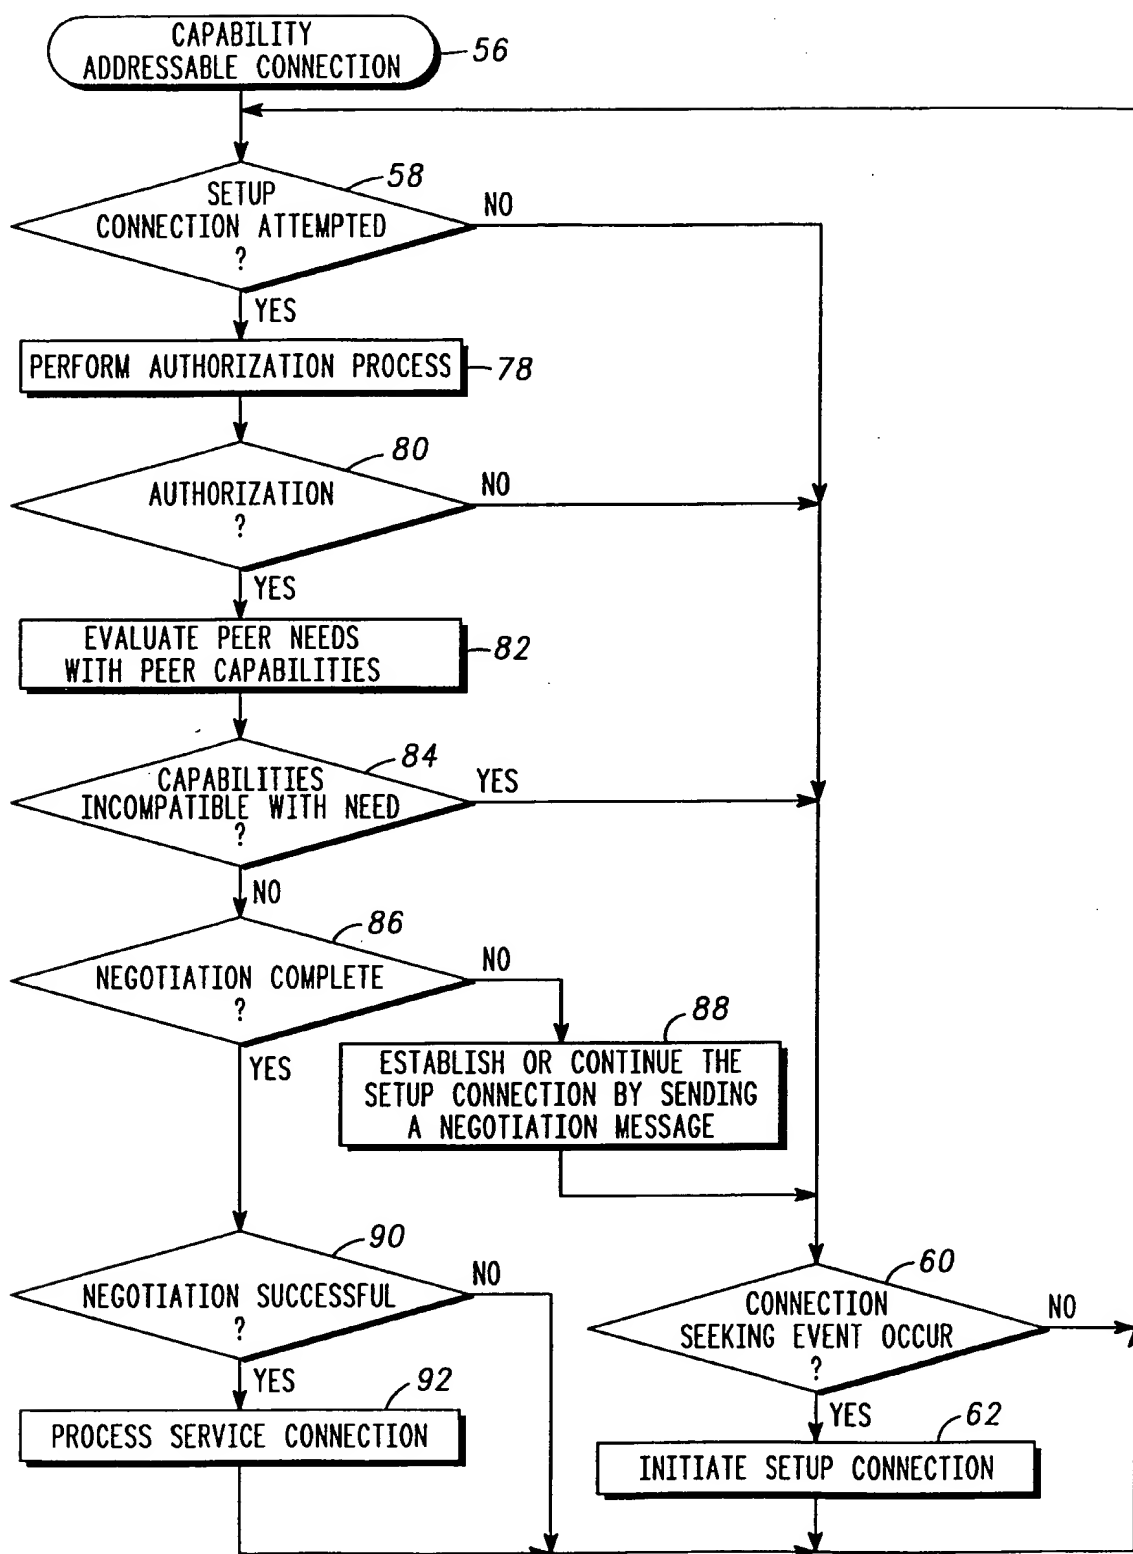 CAPABILITY
ADDRESSABLE CONNECTION
56
58
SETUP
CONNECTION ATTEMPTED
?
NO
YES
PERFORM AUTHORIZATION PROCESS
78
80
AUTHORIZATION
?
NO
YES
EVALUATE PEER NEEDS
WITH PEER CAPABILITIES
82
84
CAPABILITIES
INCOMPATIBLE WITH NEED
?
YES
NO
86
NEGOTIATION COMPLETE
?
NO
YES
88
ESTABLISH OR CONTINUE THE
SETUP CONNECTION BY SENDING
A NEGOTIATION MESSAGE
90
NEGOTIATION SUCCESSFUL
?
NO
YES
92
PROCESS SERVICE CONNECTION
60
CONNECTION
SEEKING EVENT OCCUR
?
NO
YES
62
INITIATE SETUP CONNECTION